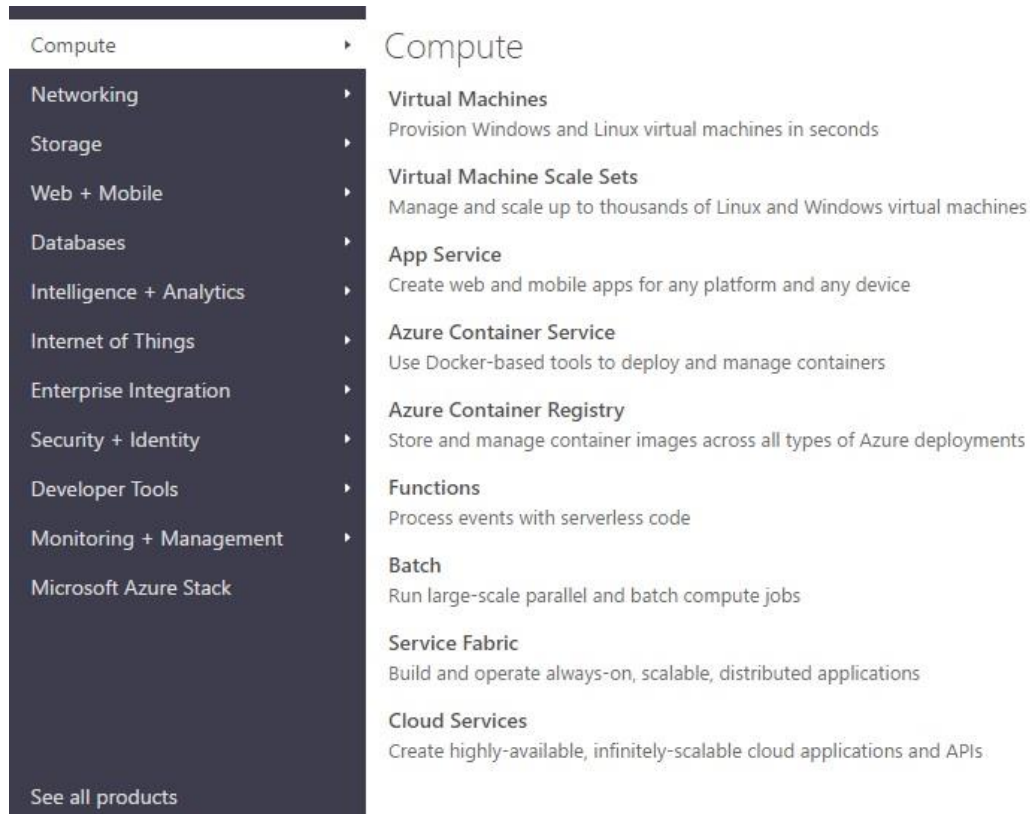 Compute
Networking
Storage
Web + Mobile
Databases
Intelligence + Analytics
Internet of Things
Enterprise Integration
Security + Identity
Developer Tools
Monitoring + Management
Microsoft Azure Stack
See all products
Compute
Virtual Machines
Provision Windows and Linux virtual machines in seconds
Virtual Machine Scale Sets
Manage and scale up to thousands of Linux and Windows virtual machines
App Service
Create web and mobile apps for any platform and any device
Azure Container Service
Use Docker-based tools to deploy and manage containers
Azure Container Registry
Store and manage container images across all types of Azure deployments
Functions
Process events with serverless code
Batch
Run large-scale parallel and batch compute jobs
Service Fabric
Build and operate always-on, scalable, distributed applications
Cloud Services
Create highly-available, infinitely-scalable cloud applications and APIs